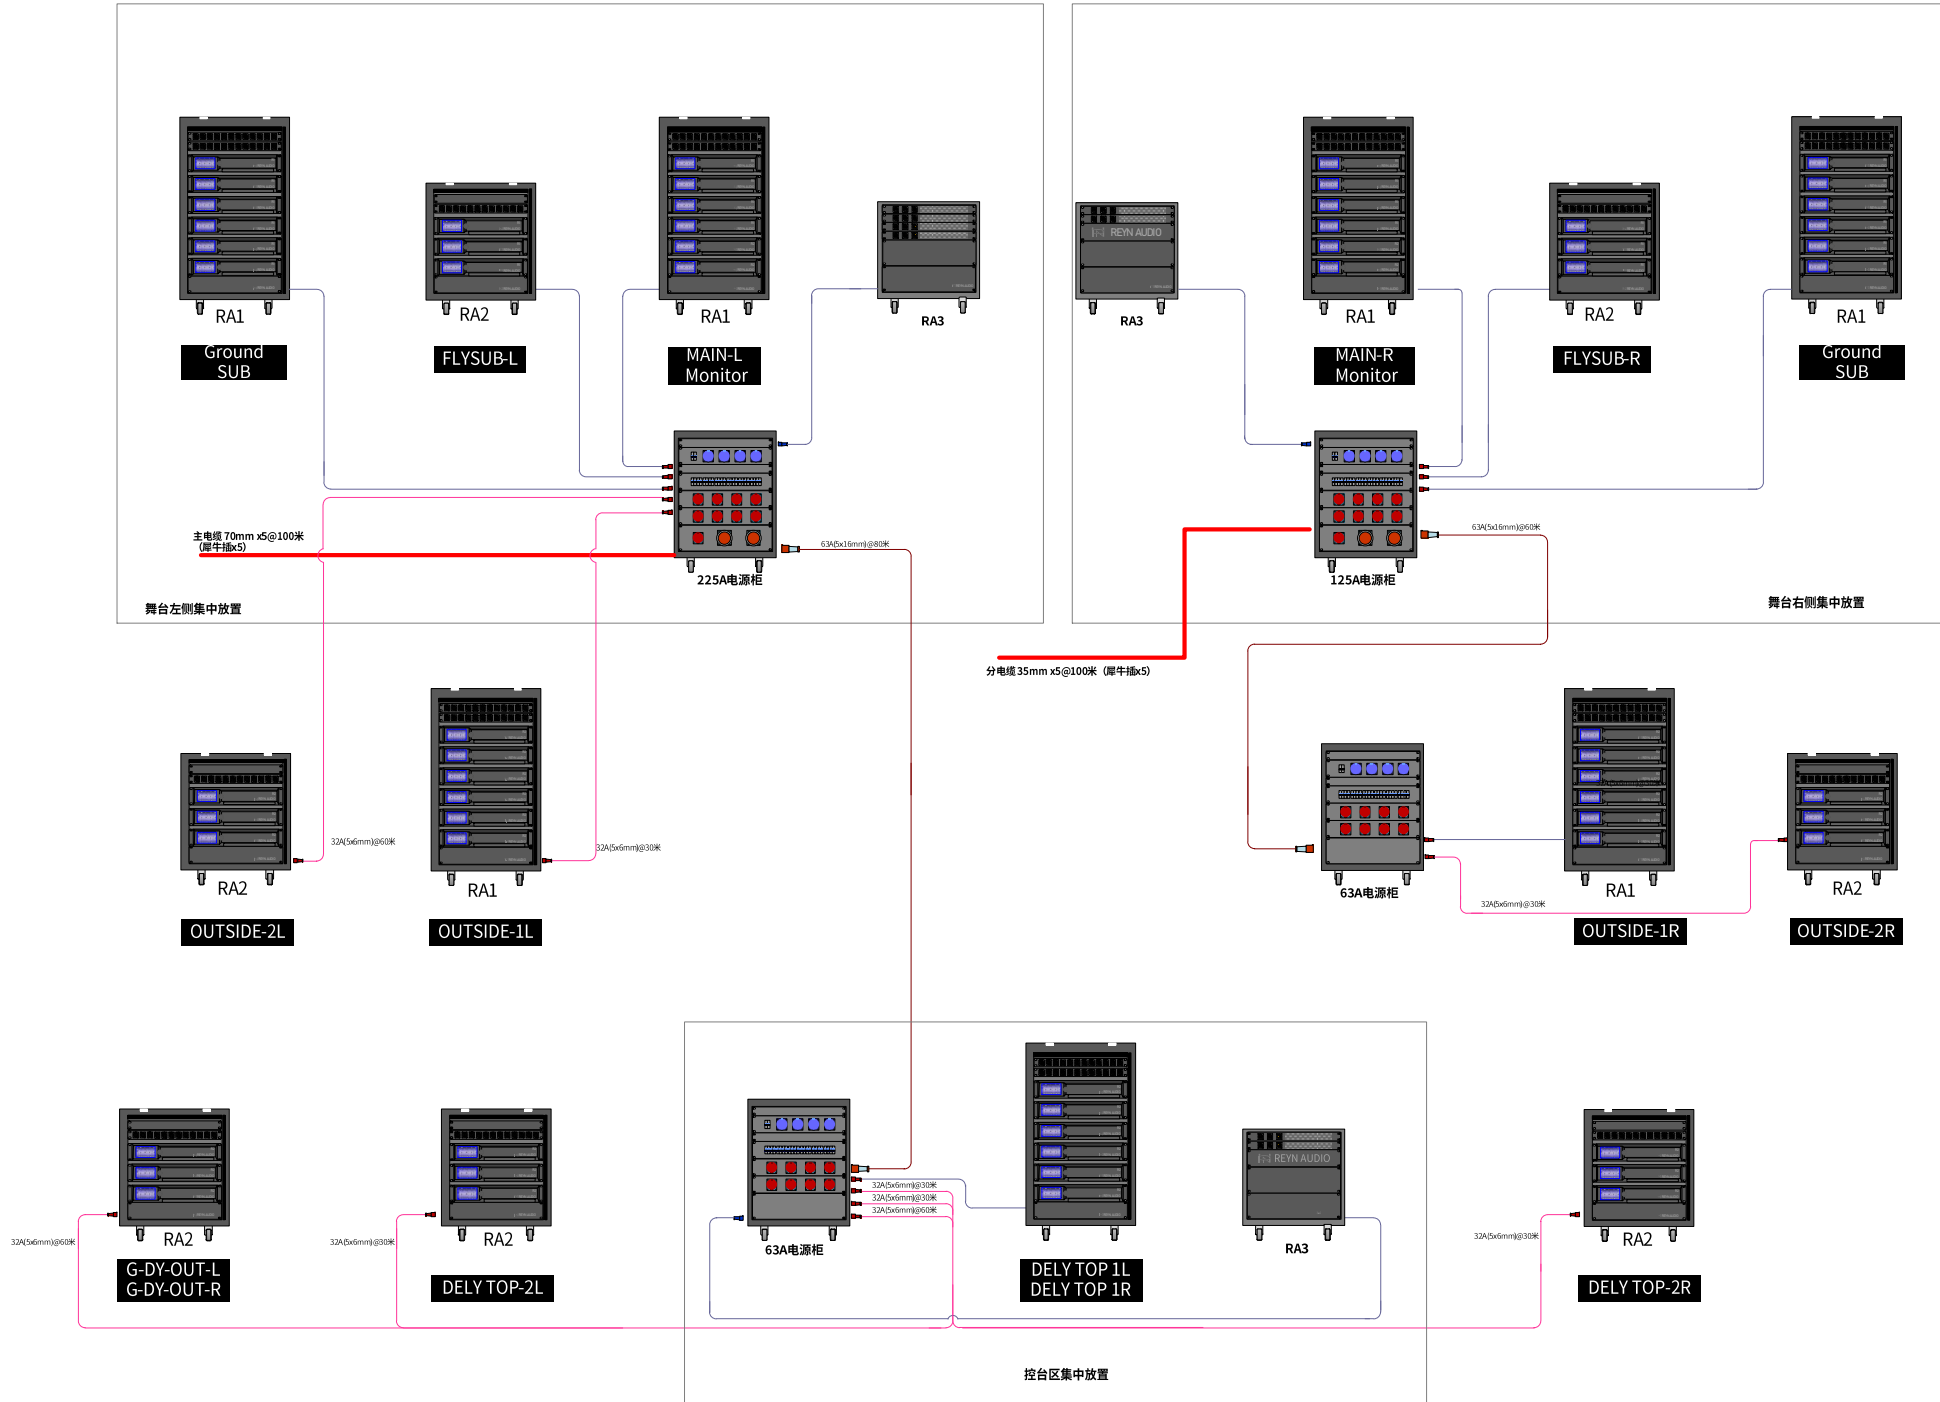 RA1
RA2
RA1
RA3
Ground
SUB
FLYSUB-L
MAIN-L
Monitor
主电缆 70mm x5@100米
（犀牛插x5）
63A(5x16mm)@80米
225A电源柜
舞台左侧集中放置
REYN AUDIO
RA3
RA1
RA2
RA1
MAIN-R
Monitor
FLYSUB-R
Ground
SUB
63A(5x16mm)@60米
125A电源柜
舞台右侧集中放置
分电缆 35mm x5@100米（犀牛插x5）
32A(5x6mm)@60米
32A(5x6mm)@30米
RA2
RA1
OUTSIDE-2L
OUTSIDE-1L
63A电源柜
RA1
RA2
32A(5x6mm)@30米
OUTSIDE-1R
OUTSIDE-2R
32A(5x6mm)@30米
32A(5x6mm)@30米
32A(5x6mm)@60米
REYN AUDIO
32A(5x6mm)@60米
RA2
32A(5x6mm)@30米
RA2
63A电源柜
RA3
32A(5x6mm)@30米
RA2
G-DY-OUT-L
G-DY-OUT-R
DELY TOP-2L
DELY TOP 1L
DELY TOP 1R
DELY TOP-2R
控台区集中放置